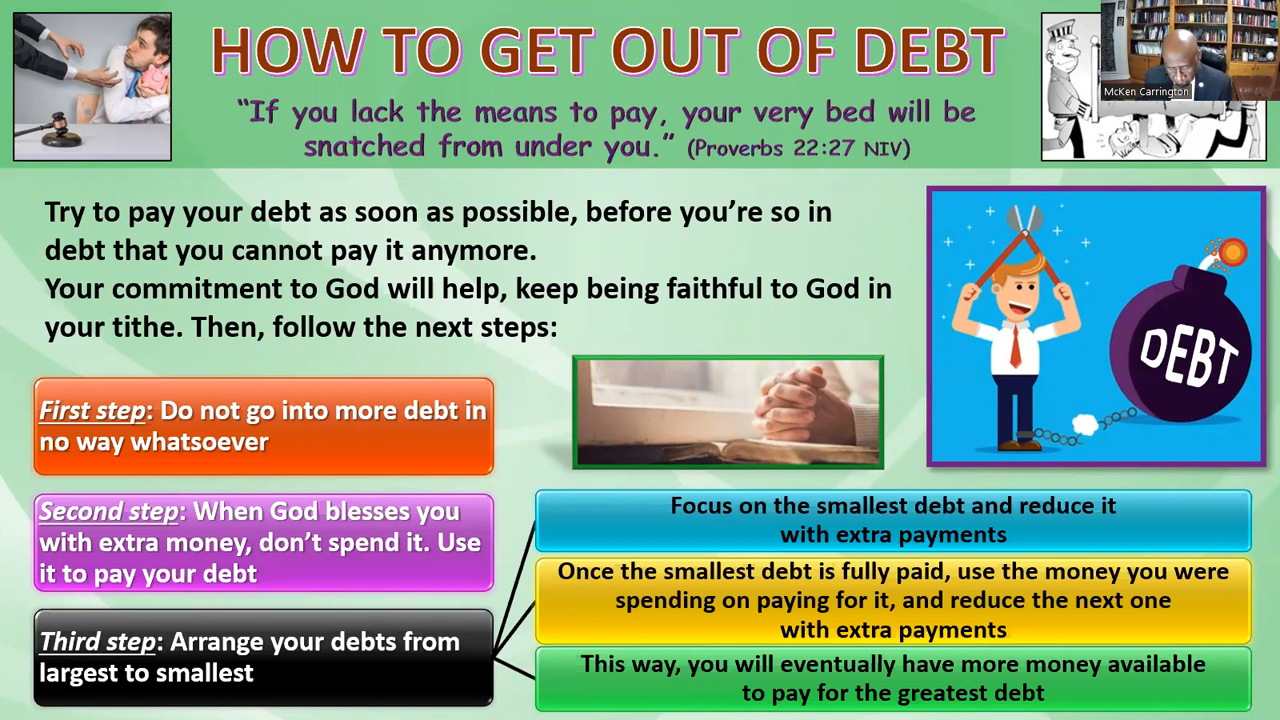 HOW TO GET OUT OF DEBT
McKen Carrington
“If you lack the means to pay, your very bed will be
snatched from under you.” (Proverbs 22:27 NIV)
Try to pay your debt as soon as possible, before you’re so in
debt that you cannot pay it anymore.
Your commitment to God will help, keep being faithful to God in
your tithe. Then, follow the next steps:
DEBT
First step: Do not go into more debt in
no way whatsoever
Second step: When God blesses you
with extra money, don’t spend it. Use
it to pay your debt
Third step: Arrange your debts from
largest to smallest
Focus on the smallest debt and reduce it
with extra payments
Once the smallest debt is fully paid, use the money you were
spending on paying for it, and reduce the next one
with extra payments
This way, you will eventually have more money available
to pay for the greatest debt